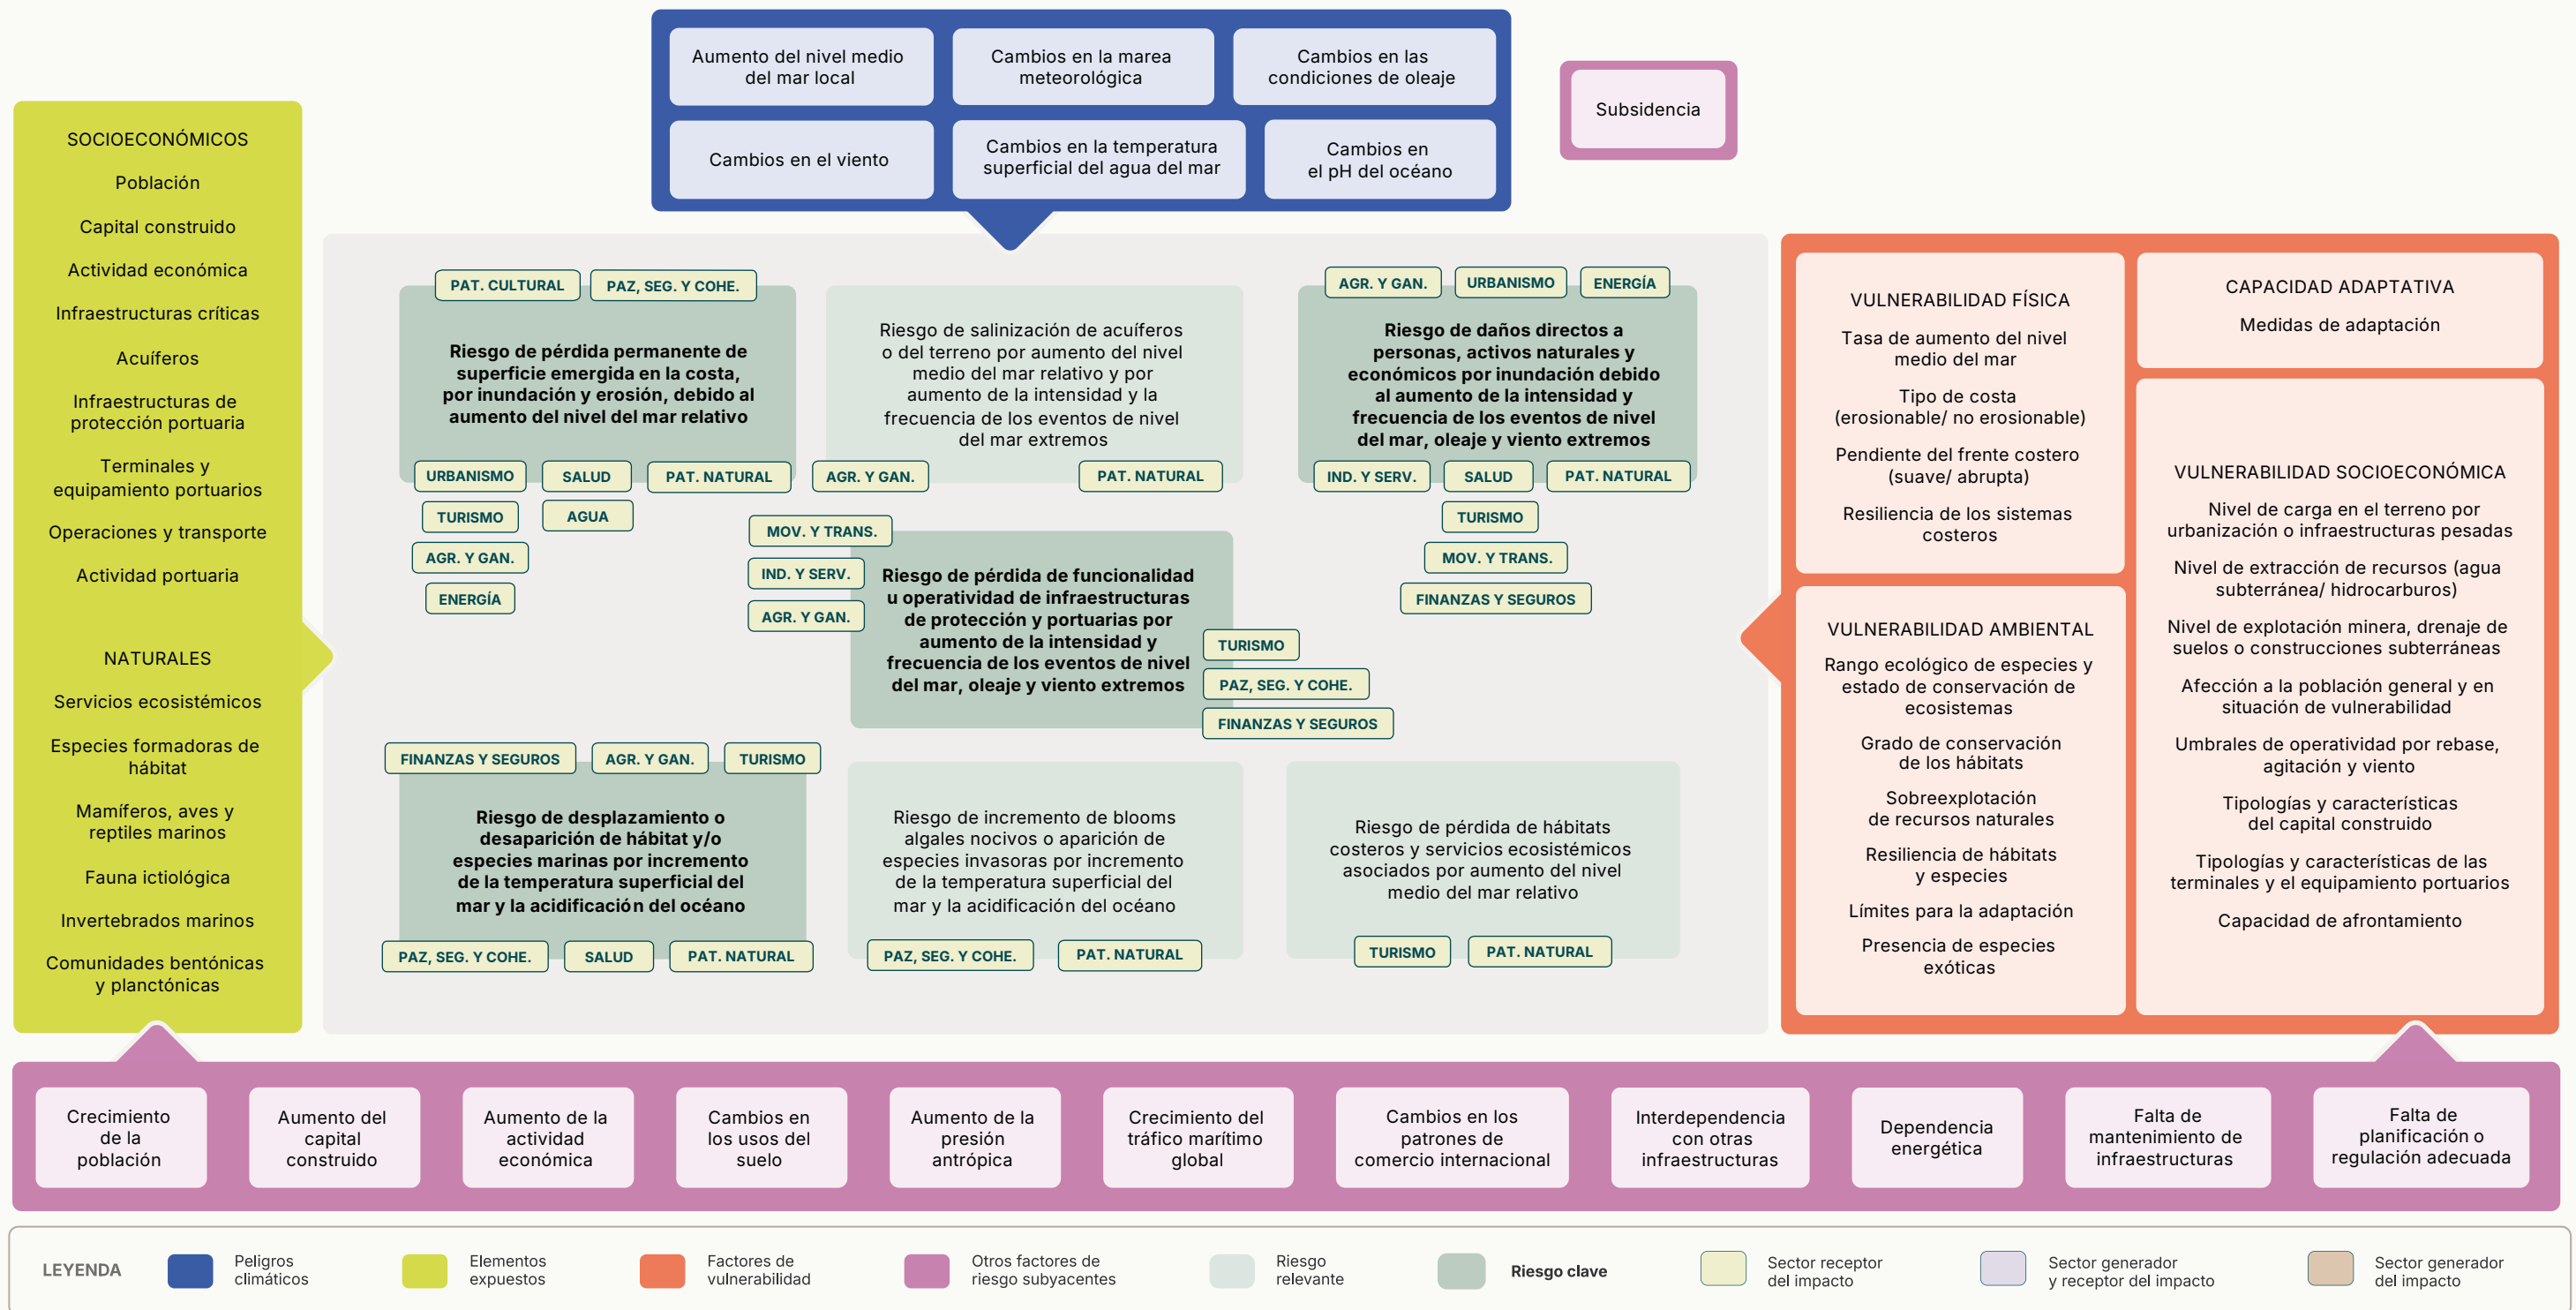 Aumento del nivel medio
del mar local
Cambios en la marea
meteorológica
Cambios en las
condiciones de oleaje
Cambios en el viento
Cambios en la temperatura
superficial del agua del mar
Cambios en
el pH del océano
Subsidencia
SOCIOECONÓMICOS
Población
Capital construido
Actividad económica
Infraestructuras críticas
Acuíferos
Infraestructuras de
protección portuaria
Terminales y
equipamiento portuarios
Operaciones y transporte
Actividad portuaria
NATURALES
Servicios ecosistémicos
Especies formadoras de
hábitat
Mamíferos, aves y
reptiles marinos
Fauna ictiológica
Invertebrados marinos
Comunidades bentónicas
y planctónicas
PAT. CULTURAL
PAZ, SEG. Y COHE.
Riesgo de pérdida permanente de
superficie emergida en la costa,
por inundación y erosión, debido al
aumento del nivel del mar relativo
URBANISMO
SALUD
PAT. NATURAL
TURISMO
AGUA
AGR. Y GAN.
ENERGÍA
Riesgo de salinización de acuíferos
o del terreno por aumento del nivel
medio del mar relativo y por
aumento de la intensidad y la
frecuencia de los eventos de nivel
del mar extremos
AGR. Y GAN.
PAT. NATURAL
AGR. Y GAN.
URBANISMO
ENERGÍA
Riesgo de daños directos a
personas, activos naturales y
económicos por inundación debido
al aumento de la intensidad y
frecuencia de los eventos de nivel
del mar, oleaje y viento extremos
IND. Y SERV.
SALUD
PAT. NATURAL
TURISMO
MOV. Y TRANS.
FINANZAS Y SEGUROS
MOV. Y TRANS.
IND. Y SERV.
AGR. Y GAN.
Riesgo de pérdida de funcionalidad
u operatividad de infraestructuras
de protección y portuarias por
aumento de la intensidad y
frecuencia de los eventos de nivel
del mar, oleaje y viento extremos
TURISMO
PAZ, SEG. Y COHE.
FINANZAS Y SEGUROS
FINANZAS Y SEGUROS
AGR. Y GAN.
TURISMO
Riesgo de desplazamiento o
desaparición de hábitat y/o
especies marinas por incremento
de la temperatura superficial del
mar y la acidificación del océano
PAZ, SEG. Y COHE.
SALUD
PAT. NATURAL
Riesgo de incremento de blooms
algales nocivos o aparición de
especies invasoras por incremento
de la temperatura superficial del
mar y la acidificación del océano
PAZ, SEG. Y COHE.
PAT. NATURAL
Riesgo de pérdida de hábitats
costeros y servicios ecosistémicos
asociados por aumento del nivel
medio del mar relativo
TURISMO
PAT. NATURAL
VULNERABILIDAD FÍSICA
Tasa de aumento del nivel
medio del mar
Tipo de costa
(erosionable/ no erosionable)
Pendiente del frente costero
(suave/ abrupta)
Resiliencia de los sistemas
costeros
VULNERABILIDAD AMBIENTAL
Rango ecológico de especies y
estado de conservación de
ecosistemas
Grado de conservación
de los hábitats
Sobreexplotación
de recursos naturales
Resiliencia de hábitats
y especies
Límites para la adaptación
Presencia de especies
exóticas
CAPACIDAD ADAPTATIVA
Medidas de adaptación
VULNERABILIDAD SOCIOECONÓMICA
Nivel de carga en el terreno por
urbanización o infraestructuras pesadas
Nivel de extracción de recursos (agua
subterránea/ hidrocarburos)
Nivel de explotación minera, drenaje de
suelos o construcciones subterráneas
Afección a la población general y en
situación de vulnerabilidad
Umbrales de operatividad por rebase,
agitación y viento
Tipologías y características
del capital construido
Tipologías y características de las
terminales y el equipamiento portuarios
Capacidad de afrontamiento
Crecimiento
de la
población
Aumento del
capital
construido
Aumento de la
actividad
económica
Cambios en
los usos del
suelo
Aumento de la
presión
antrópica
Crecimiento del
tráfico marítimo
global
Cambios en los
patrones de
comercio internacional
Interdependencia
con otras
infraestructuras
Dependencia
energética
Falta de
mantenimiento de
infraestructuras
Falta de
planificación o
regulación adecuada
LEYENDA
Peligros
climáticos
Elementos
expuestos
Factores de
vulnerabilidad
Otros factores de
riesgo subyacentes
Riesgo
relevante
Riesgo clave
Sector receptor
del impacto
Sector generador
y receptor del impacto
Sector generador
del impacto